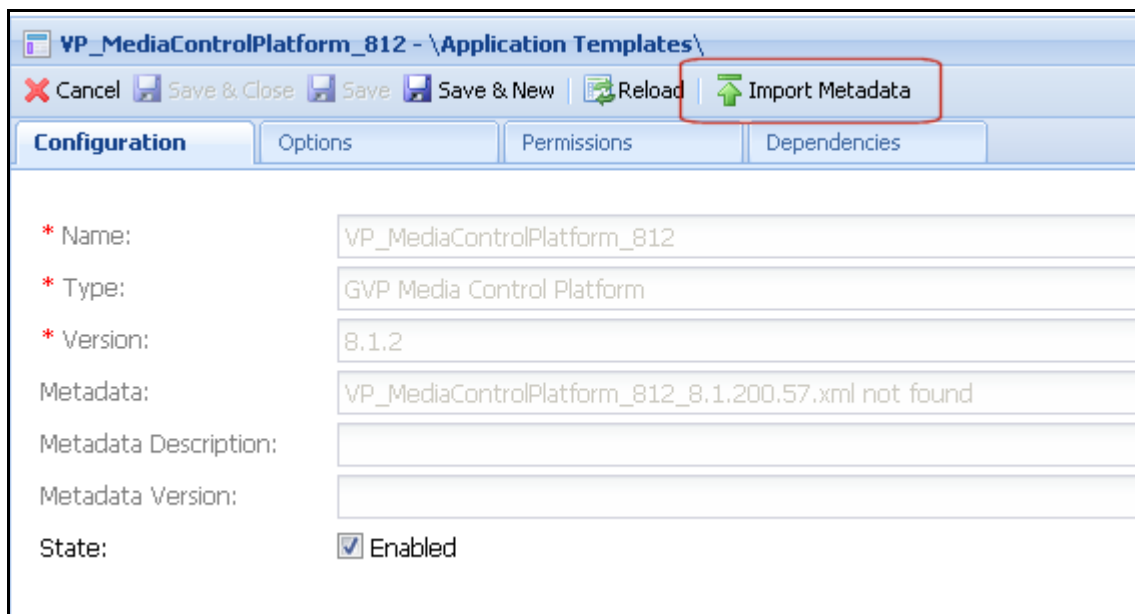 VP_MediaControlPlatform_812 - \Application Templates\
Cancel Save & Close Save Save & New Reload Import Metadata
Configuration Options Permissions Dependencies
* Name: VP_MediaControlPlatform_812
* Type: GVP Media Control Platform
* Version: 8.1.2
Metadata: VP_MediaControlPlatform_812_8.1.200.57.xml not found
Metadata Description:
Metadata Version:
State: Enabled